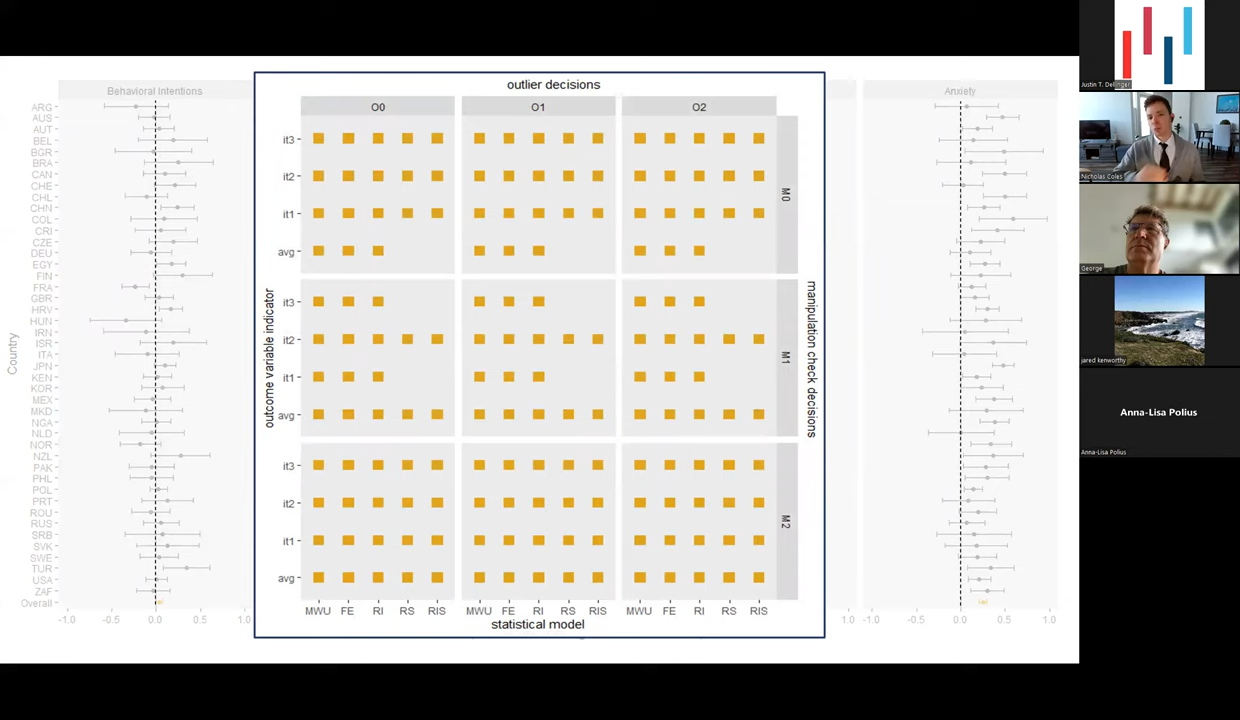 Behavioral Intentions
ARG
AUS
AUT
BEL
BGR
BRA
CAN
CHE
CHL
CHN
COL
CRI
CZE
DEU
EGY
FIN
FRA
GBR
HRV
HUN
IRN
ISR
ITA
JPN
KEN
KOR
MEX
MKD
NGA
NLD
NOR
NZL
PAK
PHL
POL
PRT
ROU
RUS
SRB
SVK
SWE
TUR
USA
ZAF
Overall
Country
-1.0 -0.5 0.0 0.5 1.0
outlier decisions
O0 O1 O2
it3
it2
it1
avg
M0
it3
it2
it1
avg
M1
it3
it2
it1
avg
M2
outcome variable indicator
manipulation check decisions
MWU FE RI RS RIS MWU FE RI RS RIS MWU FE RI RS RIS
statistical model
Anxiety
1.0 -1.0 -0.5 0.0 0.5 1.0
Justin T. Dellinger
Nicholas Coles
George
jared kenworthy
Anna-Lisa Polius
Anna-Lisa Polius